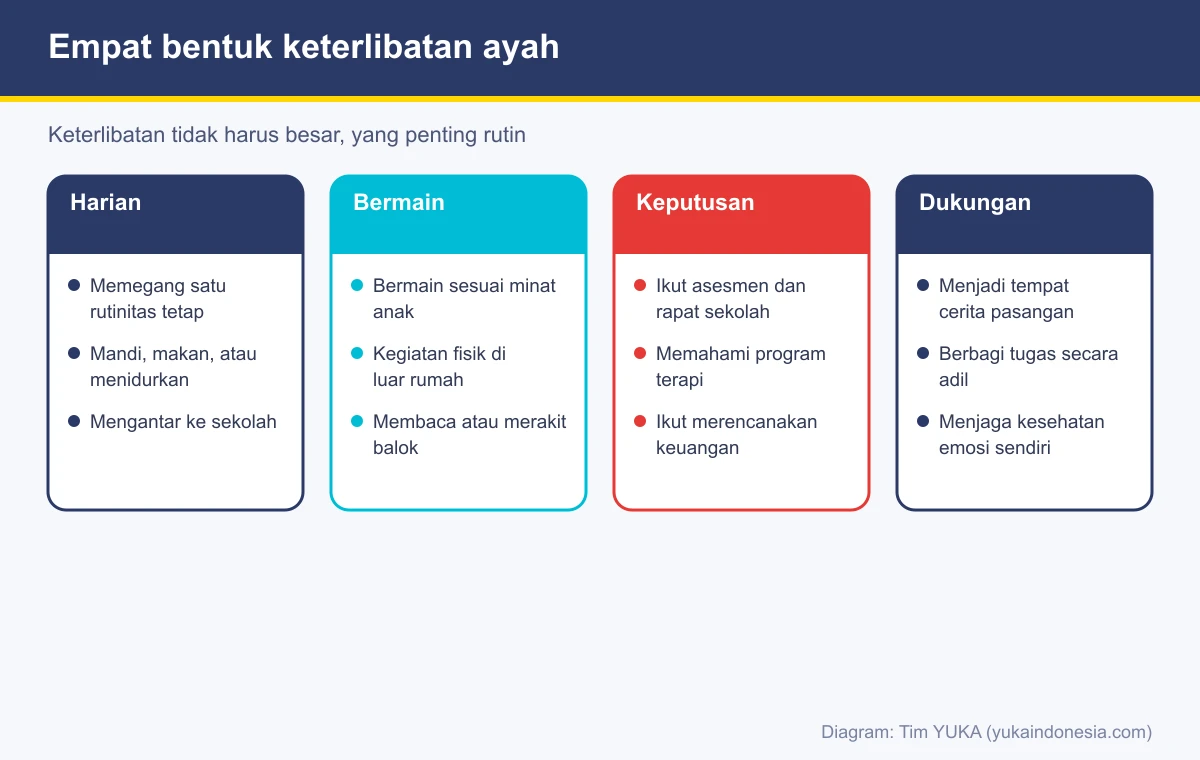 Empat bentuk keterlibatan ayah
Keterlibatan tidak harus besar, yang penting rutin
Harian
Memegang satu
rutinitas tetap
Mandi, makan, atau
menidurkan
Mengantar ke sekolah
Bermain
Bermain sesuai minat
anak
Kegiatan fisik di
luar rumah
Membaca atau merakit
balok
Keputusan
Ikut asesmen dan
rapat sekolah
Memahami program
terapi
Ikut merencanakan
keuangan
Dukungan
Menjadi tempat
cerita pasangan
Berbagi tugas secara
adil
Menjaga kesehatan
emosi sendiri
Diagram: Tim YUKA (yukaindonesia.com)